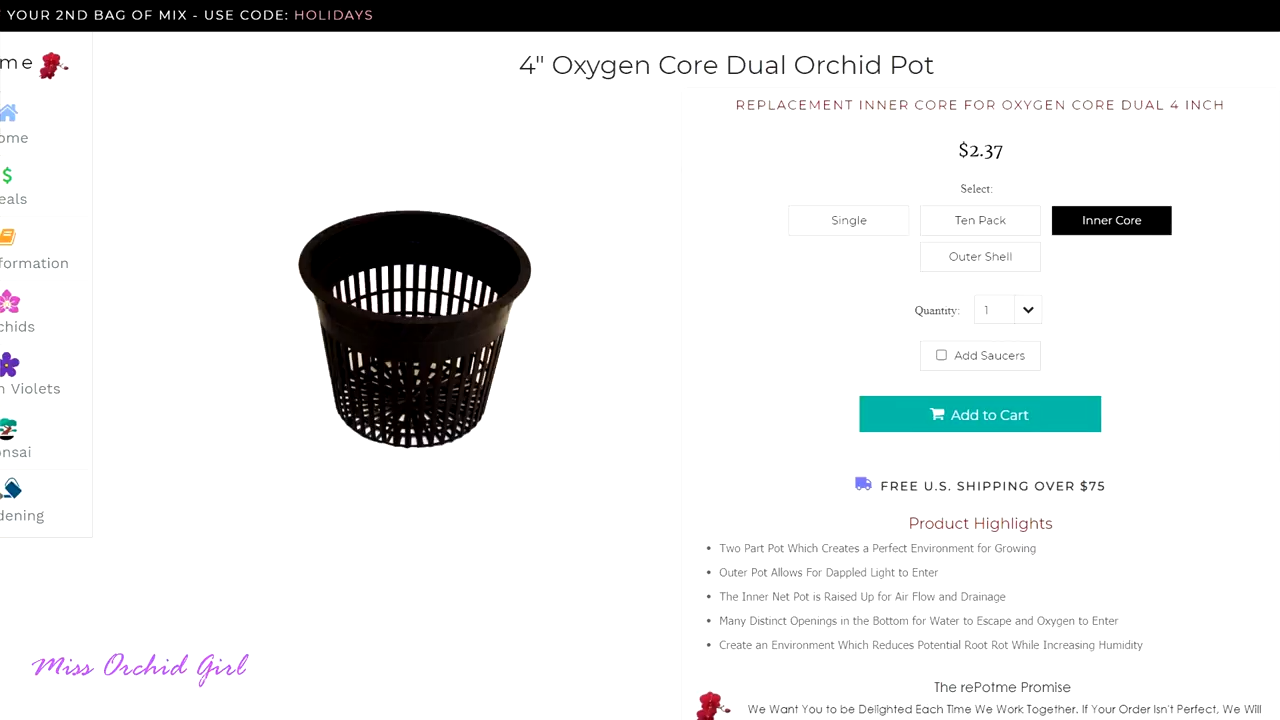 YOUR 2ND BAG OF MIX - USE CODE: HOLIDAYS
me
ome
eals
formation
chids
n Violets
onsai
dening
4" Oxygen Core Dual Orchid Pot
REPLACEMENT INNER CORE FOR OXYGEN CORE DUAL 4 INCH
$2.37
Select:
Single
Ten Pack
Inner Core
Outer Shell
Quantity: 1
Add Saucers
Add to Cart
FREE U.S. SHIPPING OVER $75
Product Highlights
• Two Part Pot Which Creates a Perfect Environment for Growing
• Outer Pot Allows For Dappled Light to Enter
• The Inner Net Pot is Raised Up for Air Flow and Drainage
• Many Distinct Openings in the Bottom for Water to Escape and Oxygen to Enter
• Create an Environment Which Reduces Potential Root Rot While Increasing Humidity
The rePotme Promise
We Want You to be Delighted Each Time We Work Together. If Your Order Isn't Perfect, We Will
Miss Orchid Girl